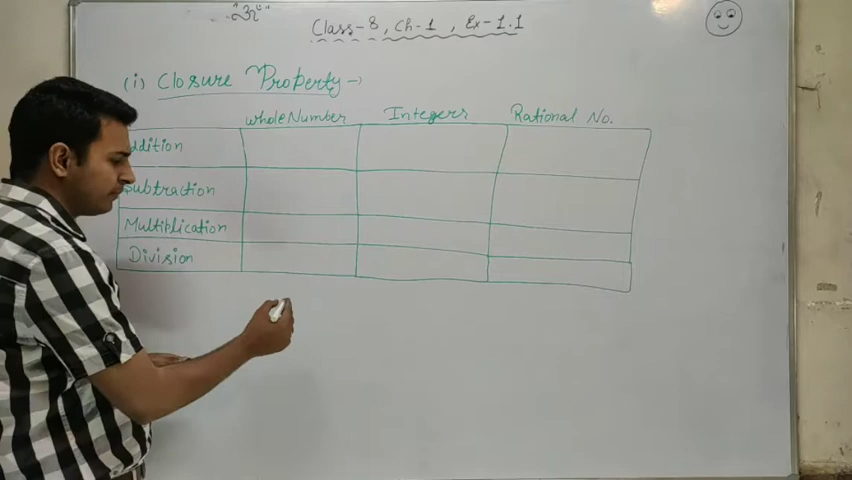 Class-8, Ch-1, Ex-1.1
(i) Closure Property→
whole Number Integers Rational No.
ddition
Subtraction
Multiplication
Division